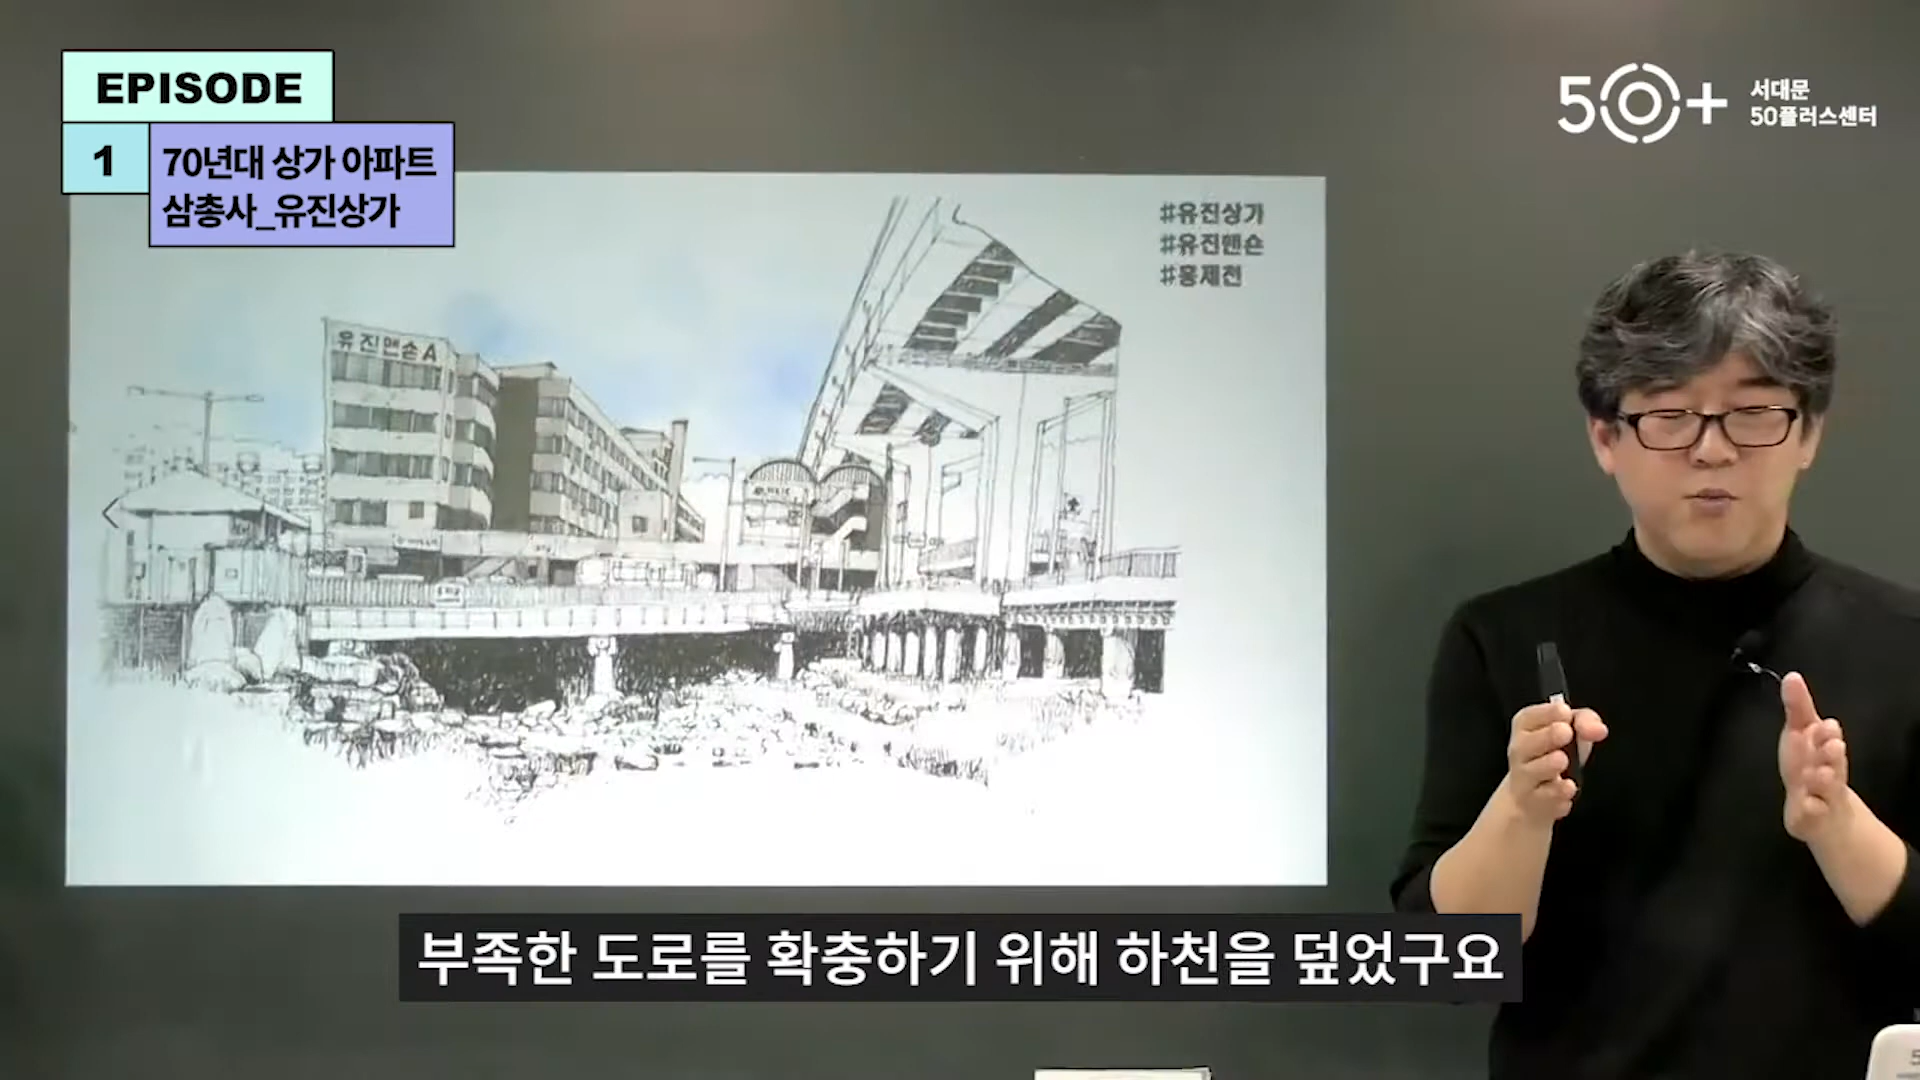 EPISODE
1
70년대 상가 아파트
삼총사_유진상가
50+
서대문
50플러스센터
#유진상가
#유진맨숀
#홍제천
유진맨숀A
부족한 도로를 확충하기 위해 하천을 덮었구요